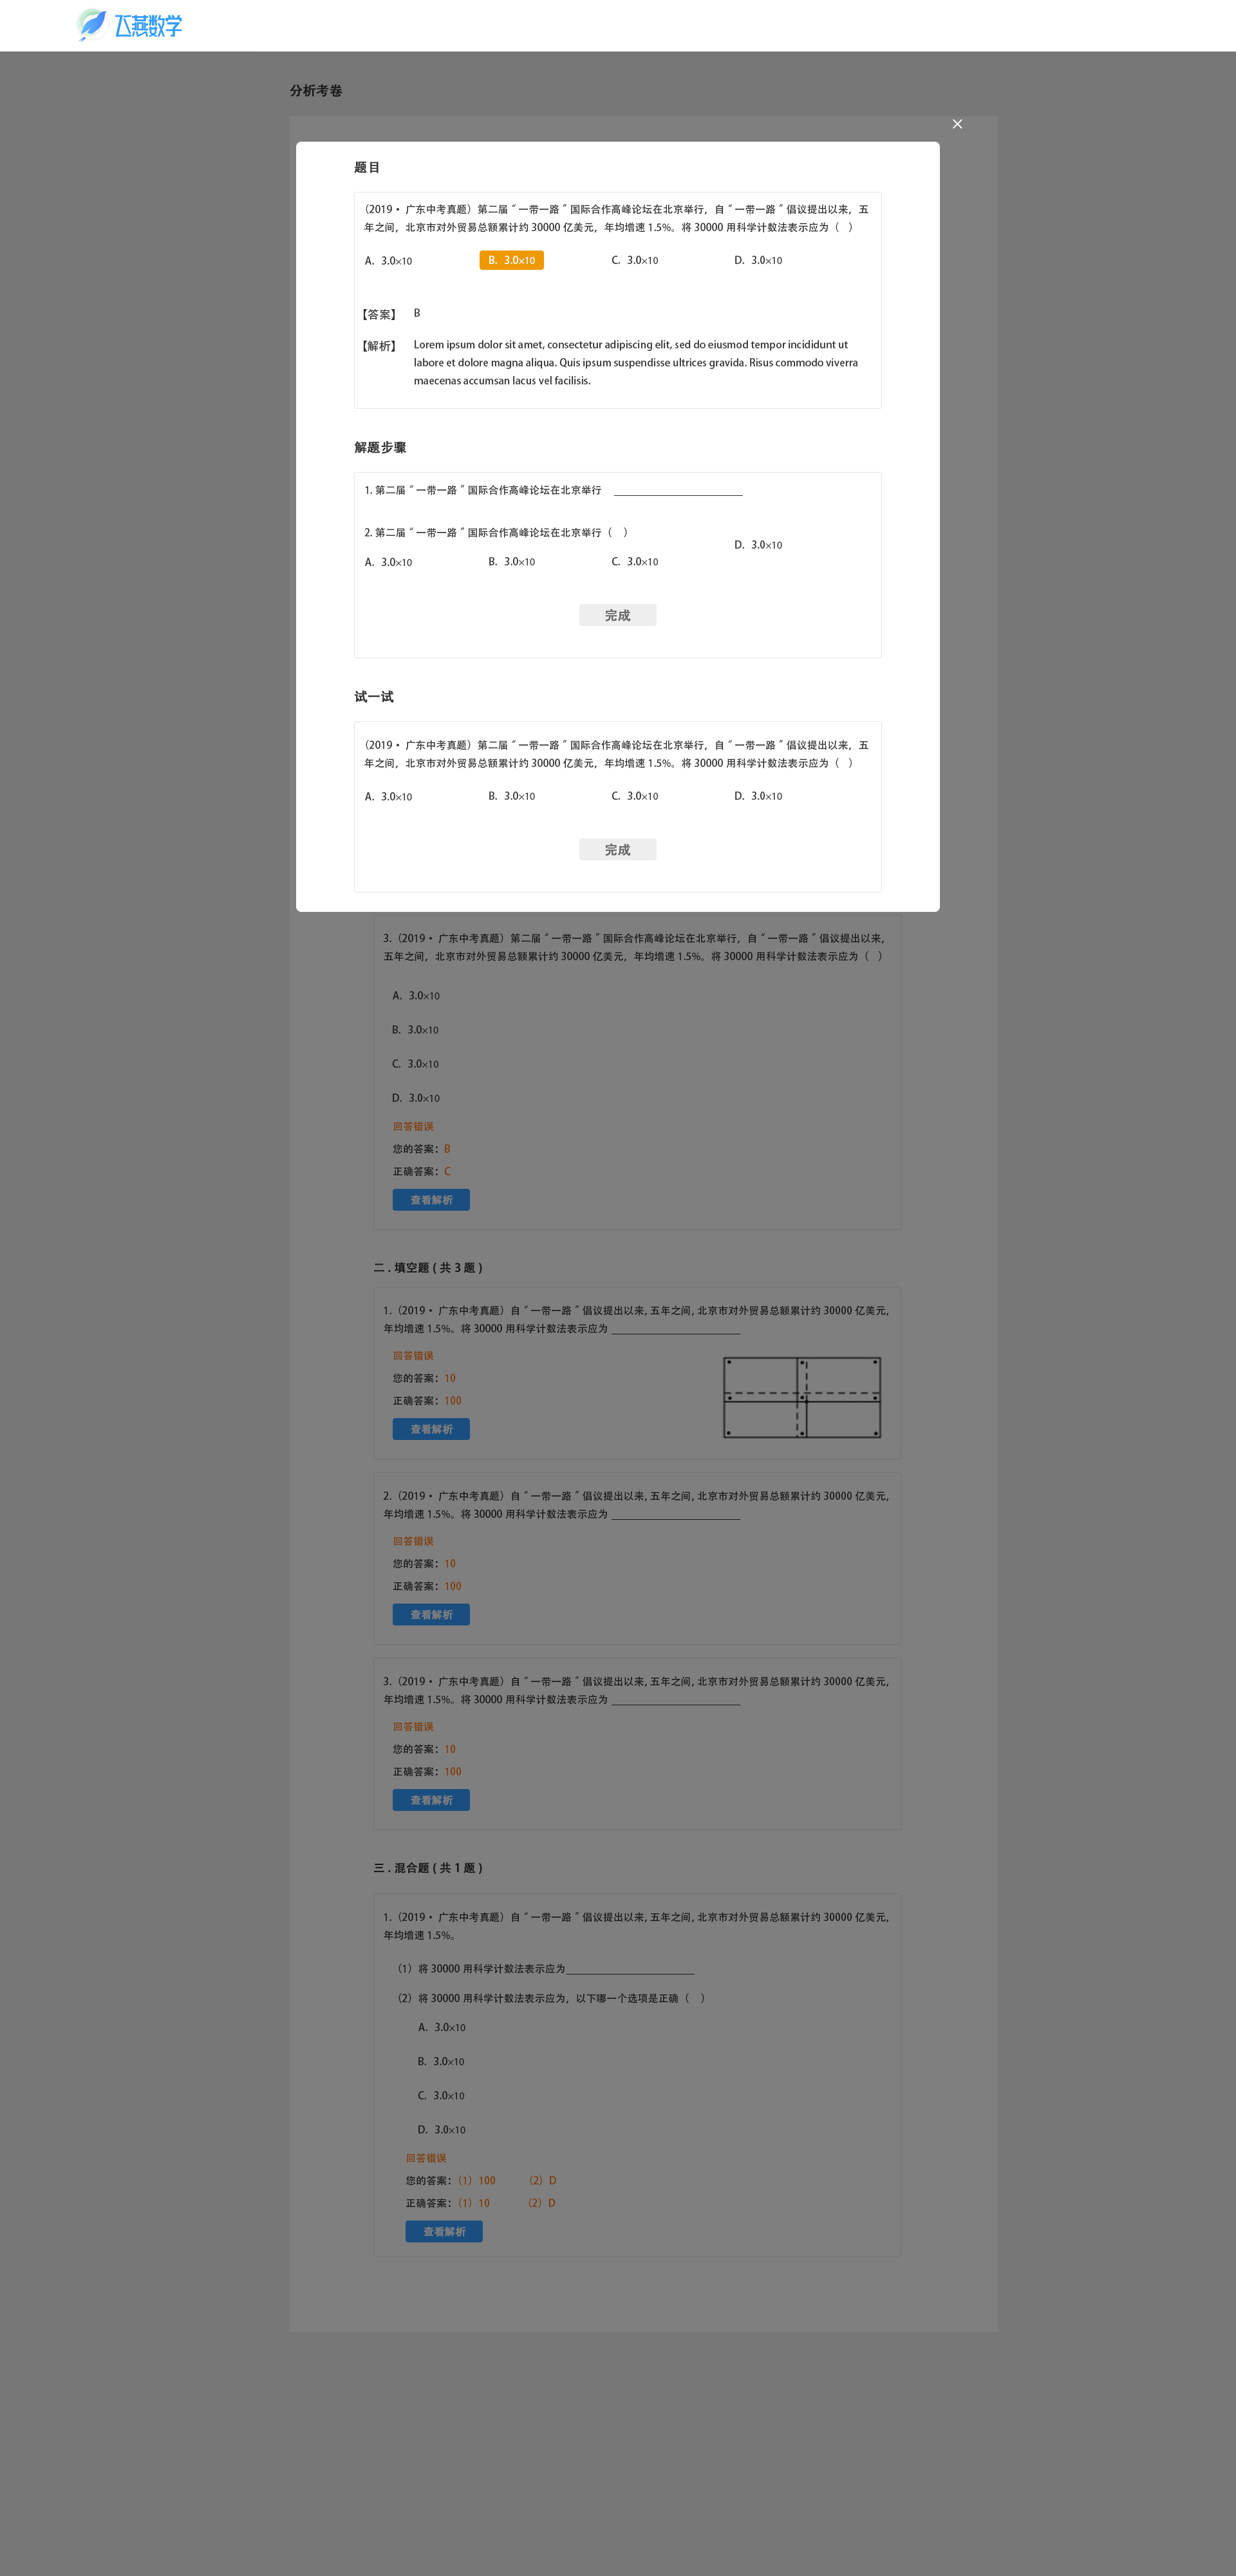 飞燕数学
分析考卷
×
题目
（2019 • 广东中考真题）第二届 “ 一带一路 ” 国际合作高峰论坛在北京举行，自 “ 一带一路 ” 倡议提出以来，五
年之间，北京市对外贸易总额累计约 30000 亿美元，年均增速 1.5%。将 30000 用科学计数法表示应为（   ）
A.  3.0×10    B.  3.0×10    C.  3.0×10    D.  3.0×10
【答案】 B
【解析】 Lorem ipsum dolor sit amet, consectetur adipiscing elit, sed do eiusmod tempor incididunt ut
labore et dolore magna aliqua. Quis ipsum suspendisse ultrices gravida. Risus commodo viverra
maecenas accumsan lacus vel facilisis.
解题步骤
1. 第二届 “ 一带一路 ” 国际合作高峰论坛在北京举行 ____________
2. 第二届 “ 一带一路 ” 国际合作高峰论坛在北京举行（   ）
A.  3.0×10    B.  3.0×10    C.  3.0×10    D.  3.0×10
完成
试一试
（2019 • 广东中考真题）第二届 “ 一带一路 ” 国际合作高峰论坛在北京举行，自 “ 一带一路 ” 倡议提出以来，五
年之间，北京市对外贸易总额累计约 30000 亿美元，年均增速 1.5%。将 30000 用科学计数法表示应为（   ）
A.  3.0×10    B.  3.0×10    C.  3.0×10    D.  3.0×10
完成
3.（2019 • 广东中考真题）第二届 “ 一带一路 ” 国际合作高峰论坛在北京举行，自 “ 一带一路 ” 倡议提出以来，
五年之间，北京市对外贸易总额累计约 30000 亿美元，年均增速 1.5%。将 30000 用科学计数法表示应为（   ）
A.  3.0×10
B.  3.0×10
C.  3.0×10
D.  3.0×10
回答错误
您的答案：B
正确答案：C
查看解析
二 . 填空题 ( 共 3 题 )
1.（2019 • 广东中考真题）自 “ 一带一路 ” 倡议提出以来, 五年之间, 北京市对外贸易总额累计约 30000 亿美元,
年均增速 1.5%。将 30000 用科学计数法表示应为 ____________
回答错误
您的答案：10
正确答案：100
查看解析
2.（2019 • 广东中考真题）自 “ 一带一路 ” 倡议提出以来, 五年之间, 北京市对外贸易总额累计约 30000 亿美元,
年均增速 1.5%。将 30000 用科学计数法表示应为 ____________
回答错误
您的答案：10
正确答案：100
查看解析
3.（2019 • 广东中考真题）自 “ 一带一路 ” 倡议提出以来, 五年之间, 北京市对外贸易总额累计约 30000 亿美元,
年均增速 1.5%。将 30000 用科学计数法表示应为 ____________
回答错误
您的答案：10
正确答案：100
查看解析
三 . 混合题 ( 共 1 题 )
1.（2019 • 广东中考真题）自 “ 一带一路 ” 倡议提出以来, 五年之间, 北京市对外贸易总额累计约 30000 亿美元,
年均增速 1.5%。
（1）将 30000 用科学计数法表示应为____________
（2）将 30000 用科学计数法表示应为，以下哪一个选项是正确（   ）
A.  3.0×10
B.  3.0×10
C.  3.0×10
D.  3.0×10
回答错误
您的答案：（1）100    （2）D
正确答案：（1）10    （2）D
查看解析